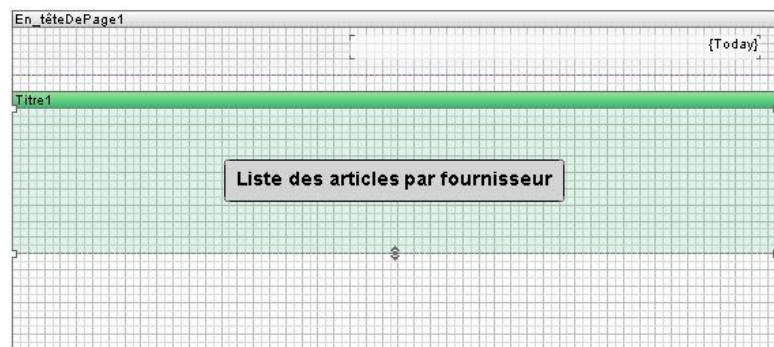 En_têteDePage1
{Today}
Titre1
Liste des articles par fournisseur